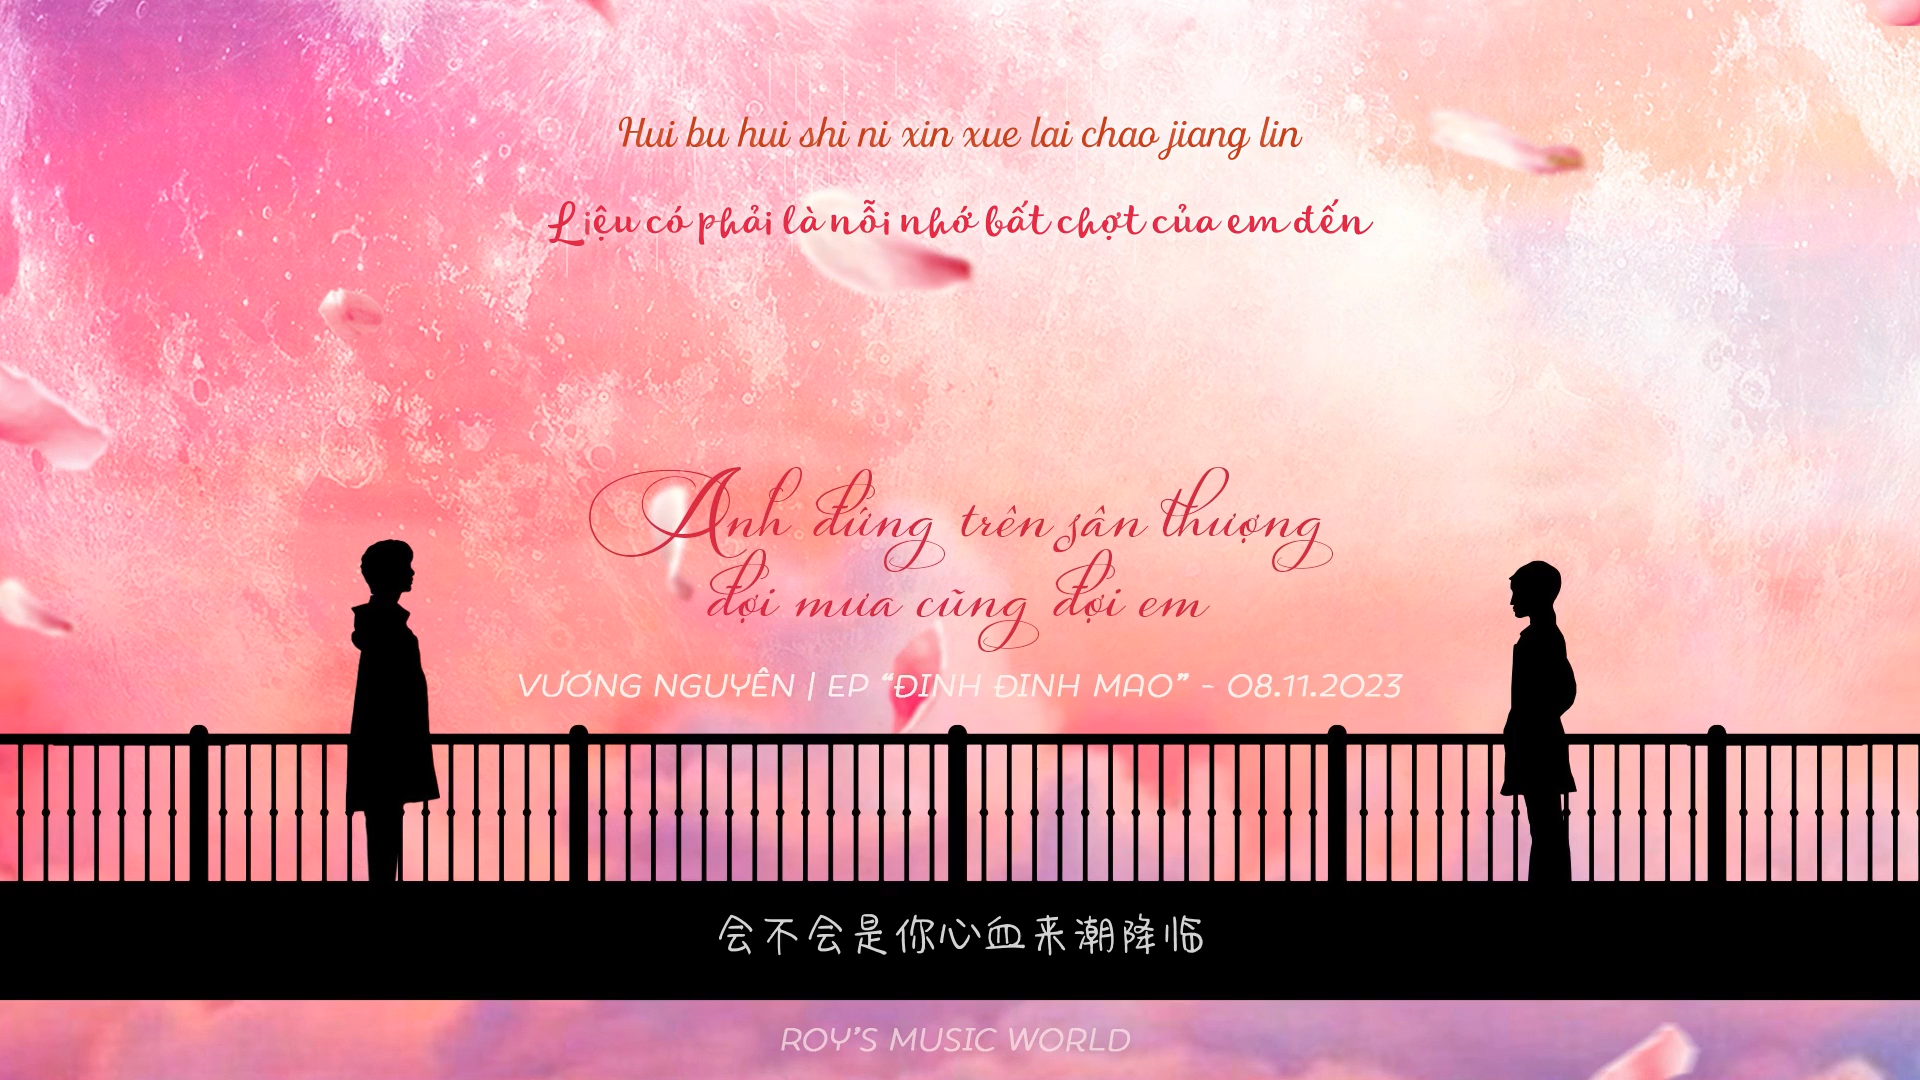 Hui bu hui shi ni xin xue lai chao jiang lin
Liệu có phải là nỗi nhớ bất chợt của em đến
Anh đứng trên sân thượng
đợi mưa cũng đợi em
VƯƠNG NGUYÊN | EP “ĐINH ĐINH MAO” - 08.11.2023
会不会是你心血来潮降临
ROY'S MUSIC WORLD